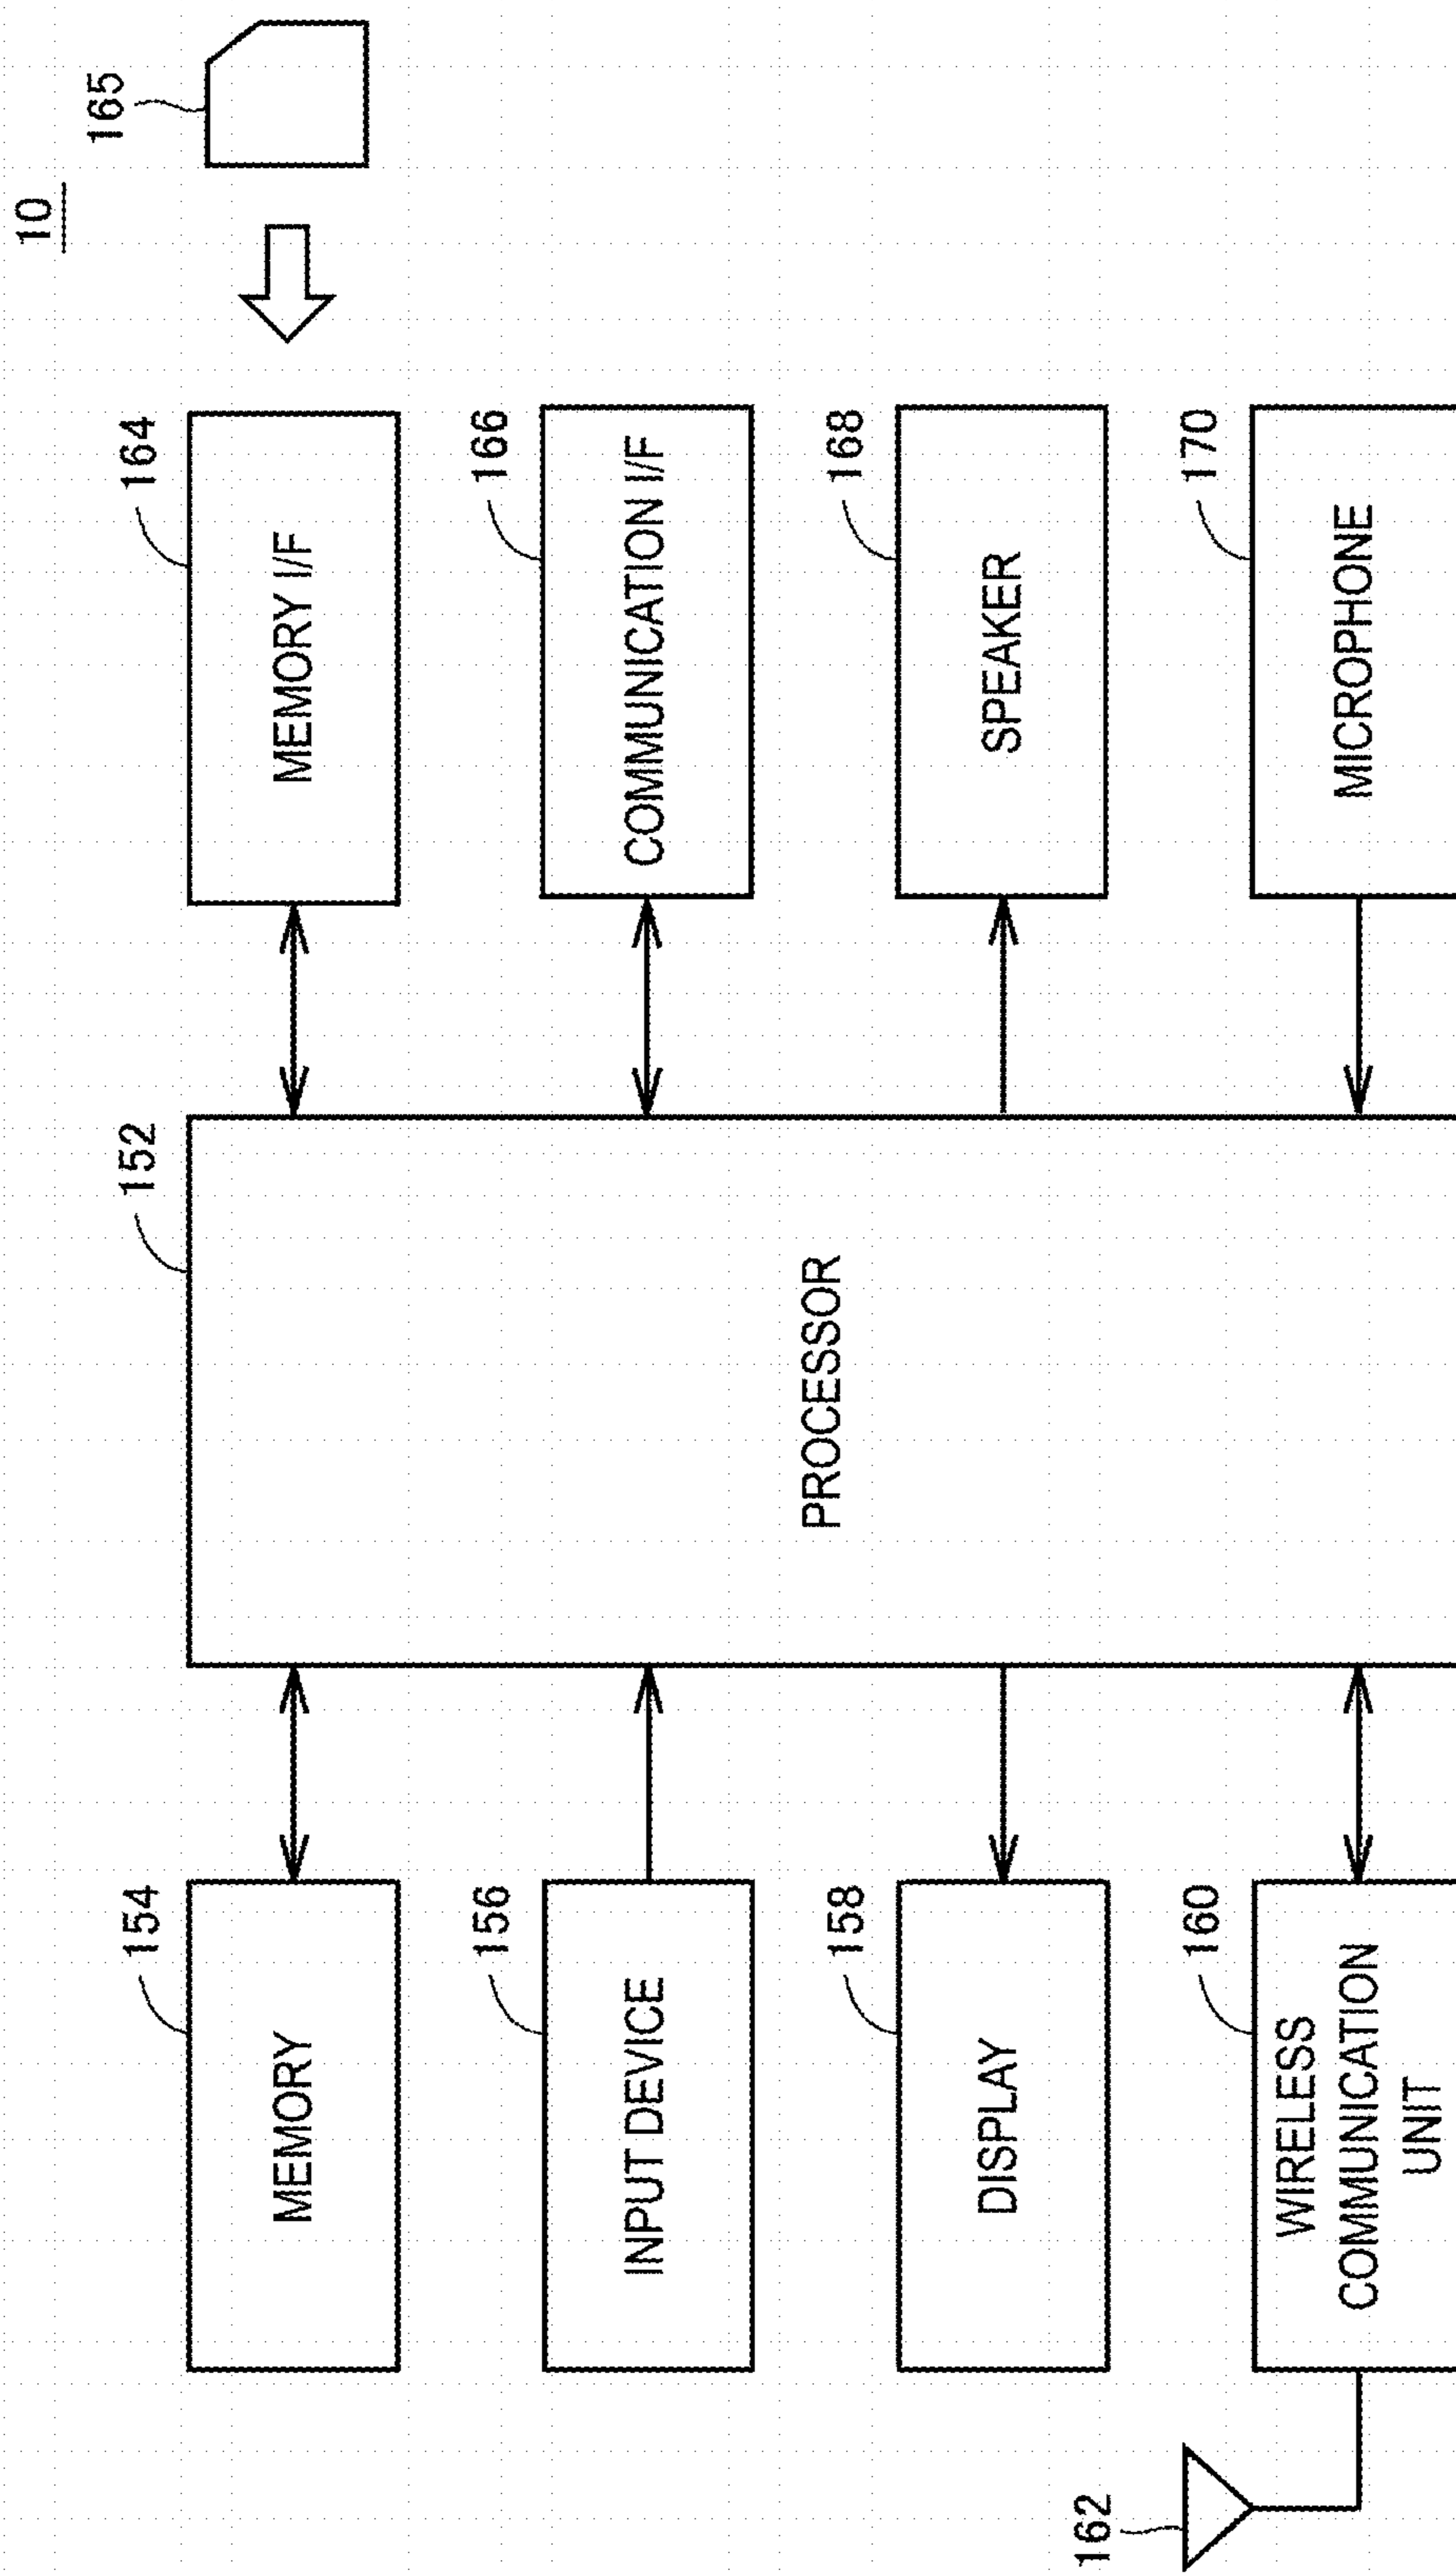 10
152
154
MEMORY
164
MEMORY I/F
165
156
INPUT DEVICE
PROCESSOR
166
COMMUNICATION I/F
158
DISPLAY
168
SPEAKER
162
160
WIRELESS
COMMUNICATION
UNIT
170
MICROPHONE